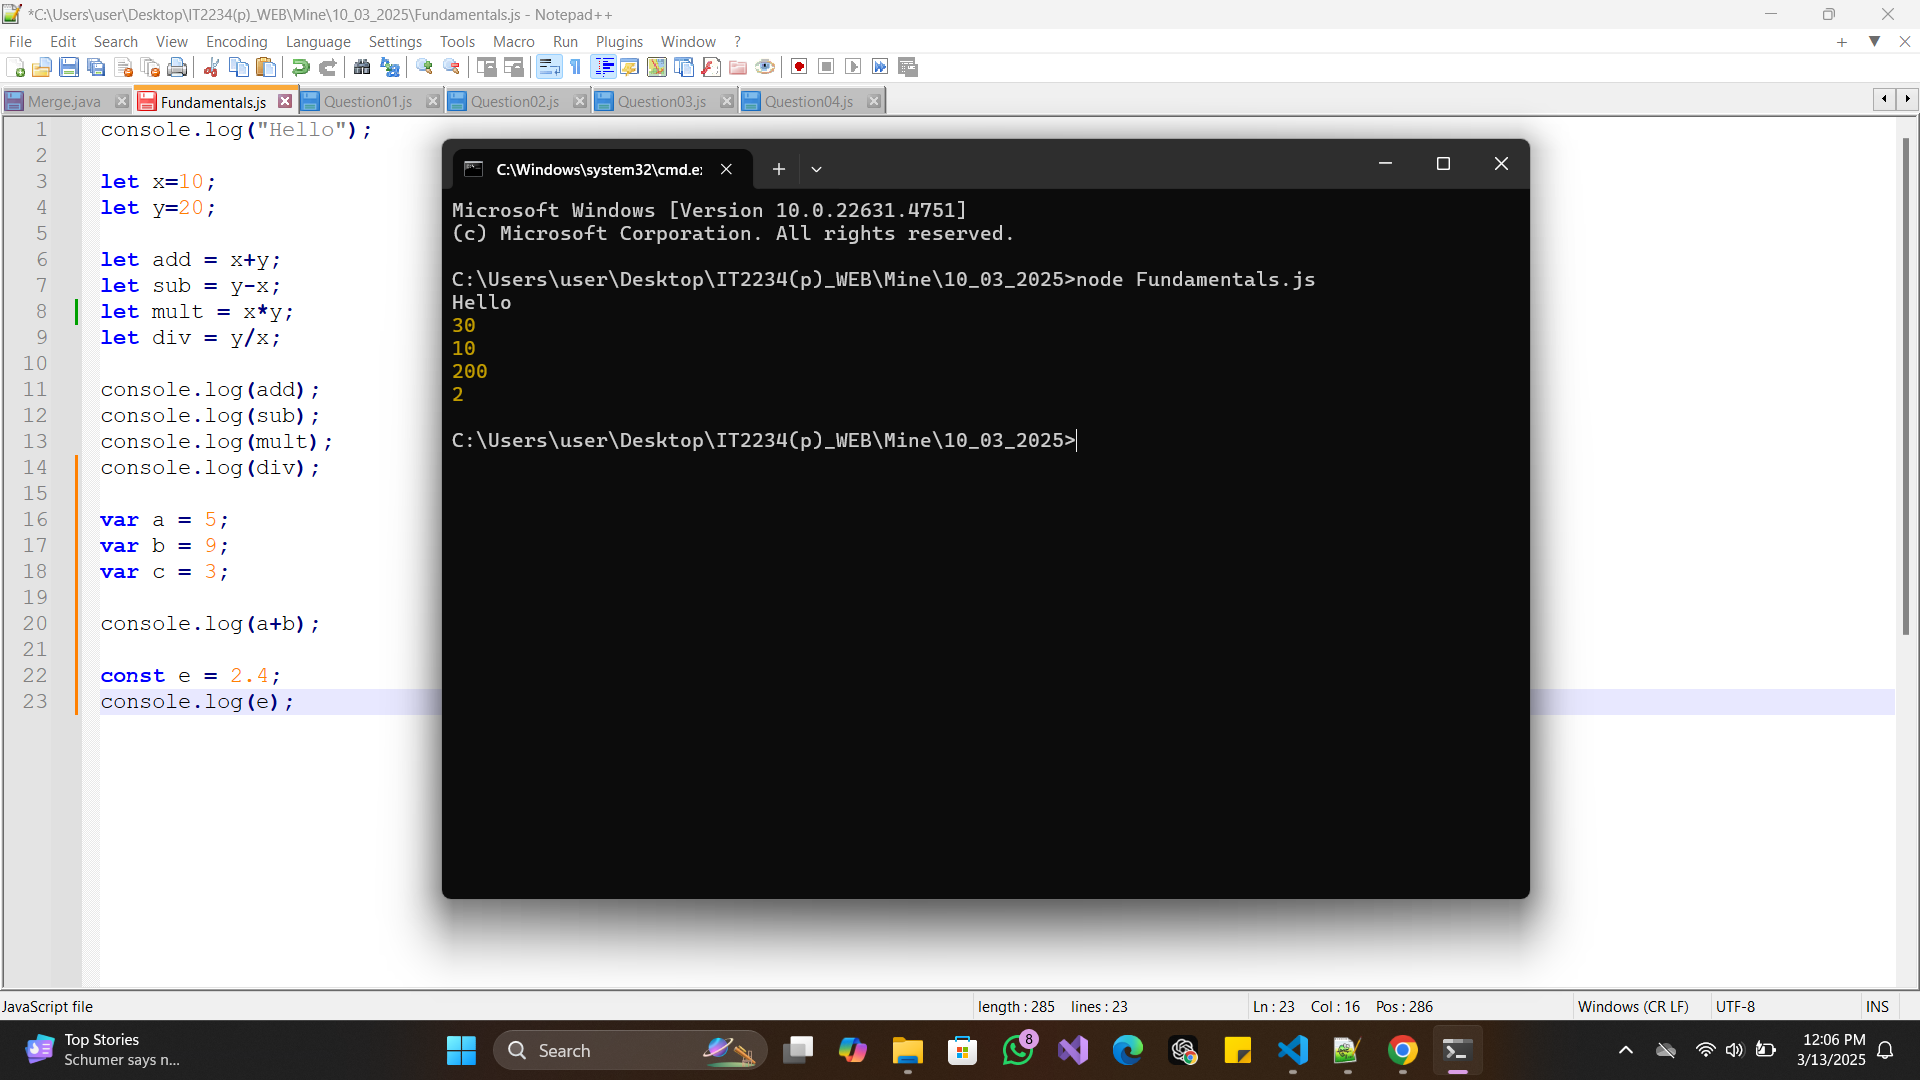 *C:\Users\user\Desktop\IT2234(p)_WEB\Mine\10_03_2025\Fundamentals.js - Notepad++
File Edit Search View Encoding Language Settings Tools Macro Run Plugins Window ?
Merge.java Fundamentals.js Question01.js Question02.js Question03.js Question04.js
1 console.log("Hello");
2
3 let x=10;
4 let y=20;
5
6 let add = x+y;
7 let sub = y-x;
8 let mult = x*y;
9 let div = y/x;
10
11 console.log(add);
12 console.log(sub);
13 console.log(mult);
14 console.log(div);
15
16 var a = 5;
17 var b = 9;
18 var c = 3;
19
20 console.log(a+b);
21
22 const e = 2.4;
23 console.log(e);
C:\Windows\system32\cmd.e
Microsoft Windows [Version 10.0.22631.4751]
(c) Microsoft Corporation. All rights reserved.
C:\Users\user\Desktop\IT2234(p)_WEB\Mine\10_03_2025>node Fundamentals.js
Hello
30
10
200
2
C:\Users\user\Desktop\IT2234(p)_WEB\Mine\10_03_2025>
JavaScript file length : 285 lines : 23 Ln : 23 Col : 16 Pos : 286 Windows (CR LF) UTF-8 INS
Top Stories
Schumer says n...
Search
8
12:06 PM
3/13/2025